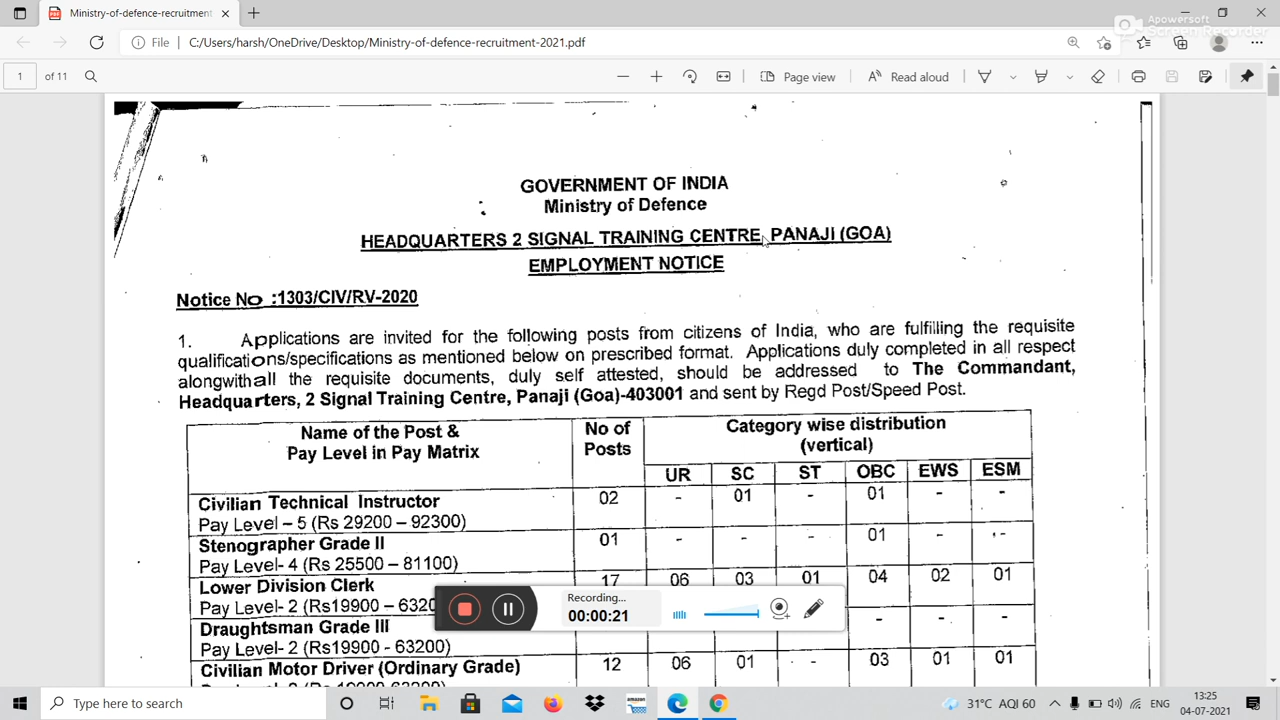 Ministry-of-defence-recruitment
Apowersoft
Screen Recorder
File C:/Users/harsh/OneDrive/Desktop/Ministry-of-defence-recruitment-2021.pdf
1 of 11 Page view Read aloud
GOVERNMENT OF INDIA
Ministry of Defence
HEADQUARTERS 2 SIGNAL TRAINING CENTRE, PANAJI (GOA)
EMPLOYMENT NOTICE
Notice No :1303/CIV/RV-2020
1. Applications are invited for the following posts from citizens of India, who are fulfilling the requisite
qualifications/specifications as mentioned below on prescribed format. Applications duly completed in all respect
alongwith all the requisite documents, duly self attested, should be addressed to The Commandant,
Headquarters, 2 Signal Training Centre, Panaji (Goa)-403001 and sent by Regd Post/Speed Post.
Name of the Post & Pay Level in Pay Matrix No of Posts Category wise distribution (vertical)
UR SC ST OBC EWS ESM
Civilian Technical Instructor 02 - 01 - 01 - -
Pay Level – 5 (Rs 29200 – 92300)
Stenographer Grade II 01 - - - 01 - -
Pay Level- 4 (Rs 25500 – 81100)
Lower Division Clerk 17 06 03 01 04 02 01
Pay Level- 2 (Rs19900 – 6320
Draughtsman Grade III - - -
Pay Level- 2 (Rs19900 - 63200)
Civilian Motor Driver (Ordinary Grade) 12 06 01 - 03 01 01
Recording...
00:00:21
Type here to search
amazon
31°C AQI 60 ENG 13:25
04-07-2021